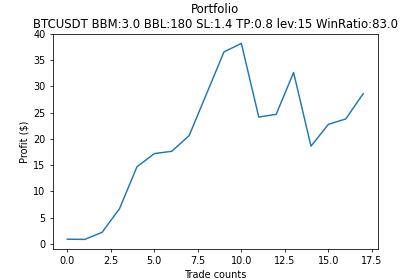 Portfolio
BTCUSDT BBM:3.0 BBL:180 SL:1.4 TP:0.8 lev:15 WinRatio:83.0
40
35
30
25
20
15
10
5
0
Profit ($)
0.0 2.5 5.0 7.5 10.0 12.5 15.0 17.5
Trade counts